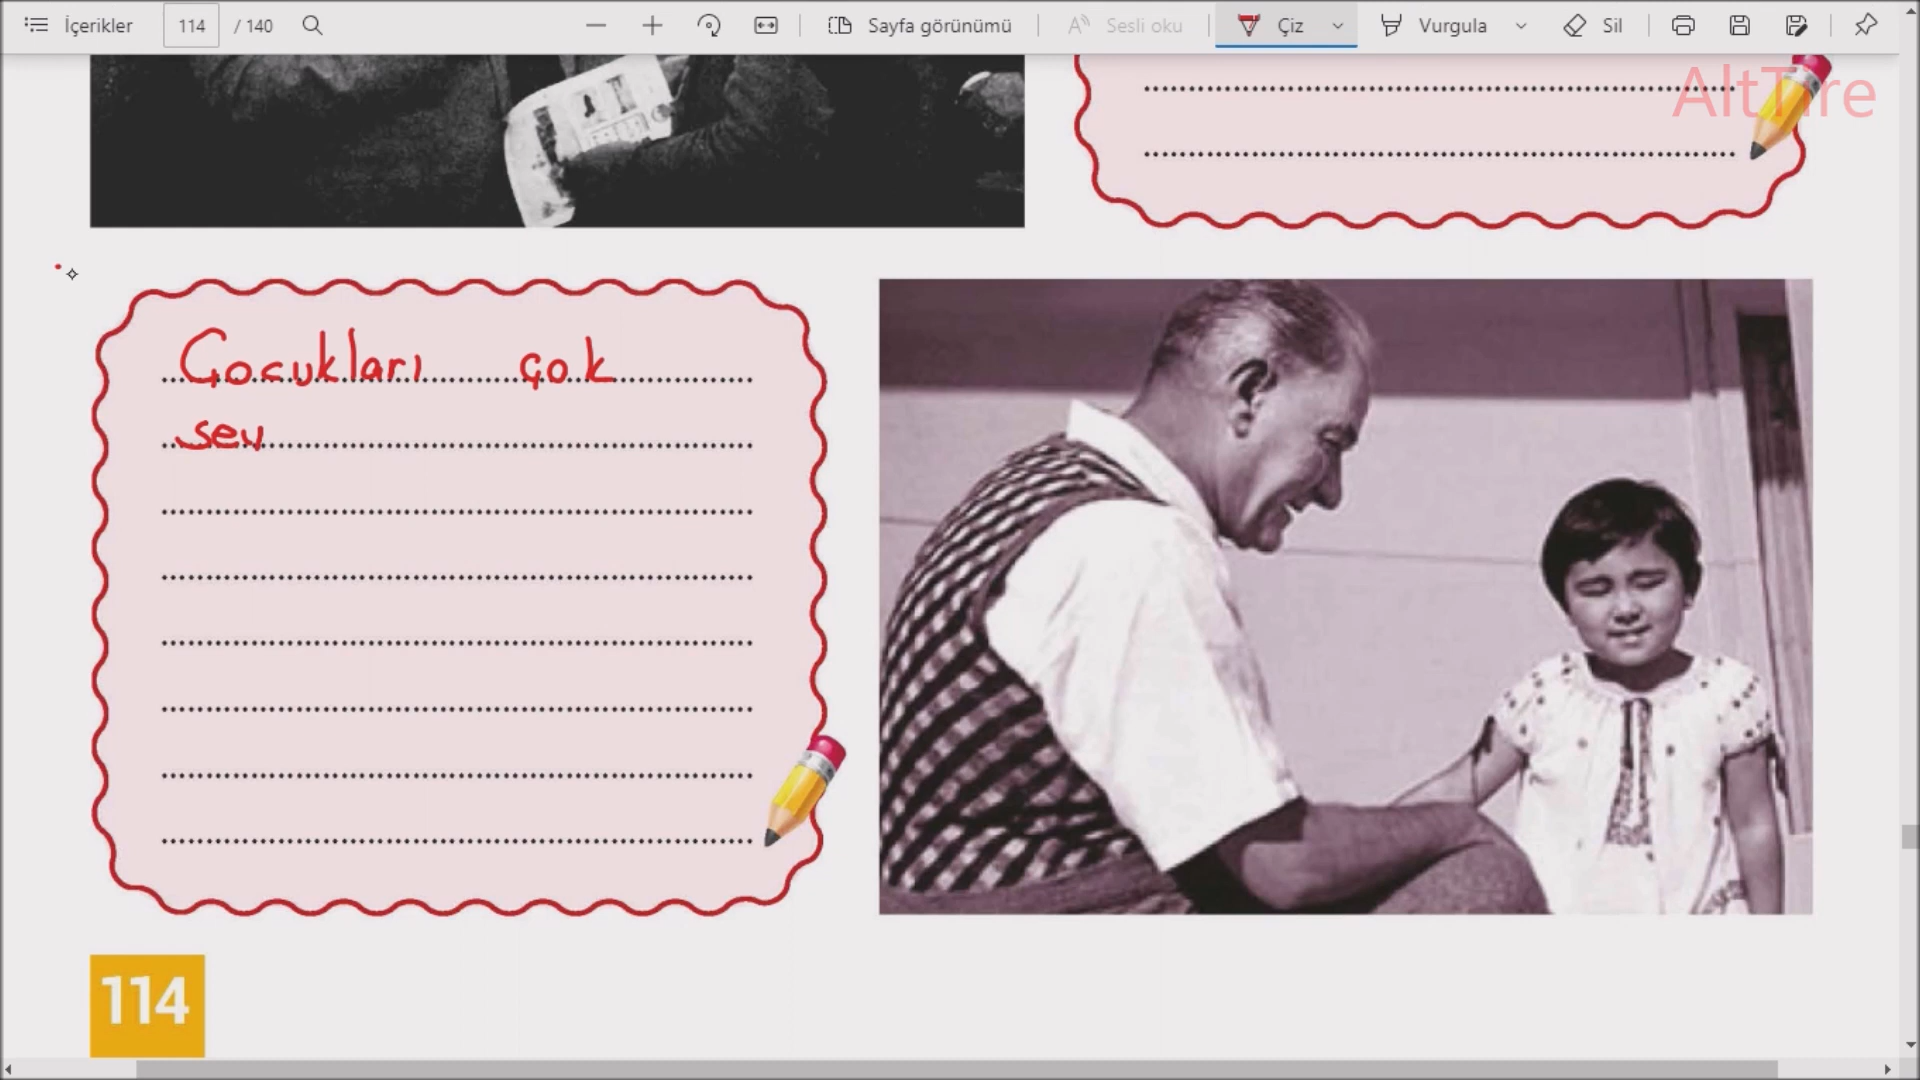 İçerikler
114 / 140
Sayfa görünümü
Sesli oku
Çiz
Vurgula
Sil
AltTire
Çocukları çok
sev
114